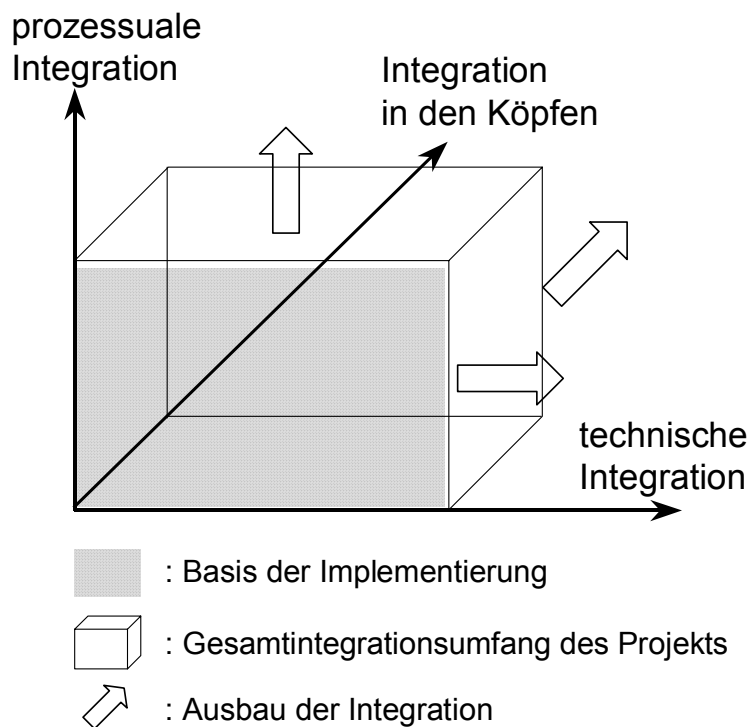 prozessuale
Integration
Integration
in den Köpfen
technische
Integration
: Basis der Implementierung
: Gesamtintegrationsumfang des Projekts
: Ausbau der Integration